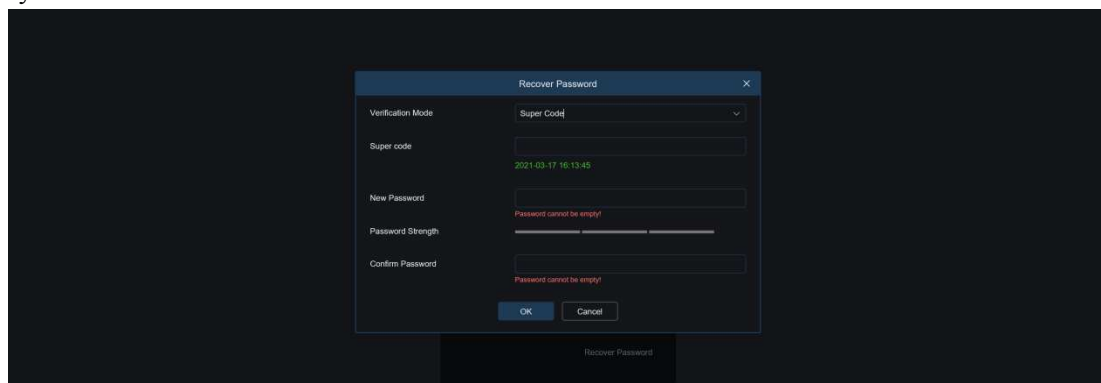 Recover Password ×
Verification Mode Super Code
Super code
2021-03-17 16:13:45
New Password
Password cannot be empty!
Password Strength
Confirm Password
Password cannot be empty!
OK Cancel
Recover Password